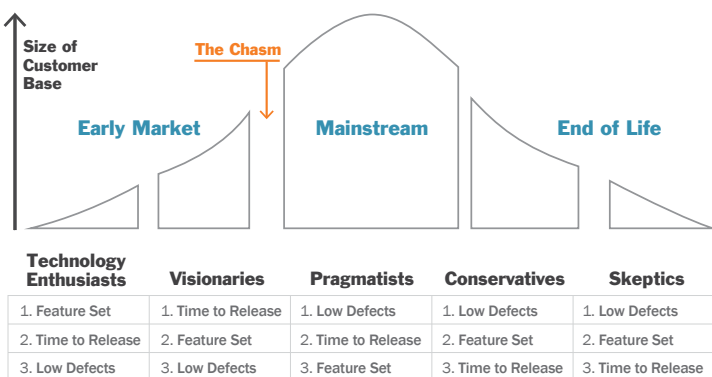 Size of
Customer
Base
The Chasm
Early Market
Mainstream
End of Life
Technology
Enthusiasts
Visionaries
Pragmatists
Conservatives
Skeptics
1. Feature Set
1. Time to Release
1. Low Defects
1. Low Defects
1. Low Defects
2. Time to Release
2. Feature Set
2. Time to Release
2. Feature Set
2. Feature Set
3. Low Defects
3. Low Defects
3. Feature Set
3. Time to Release
3. Time to Release